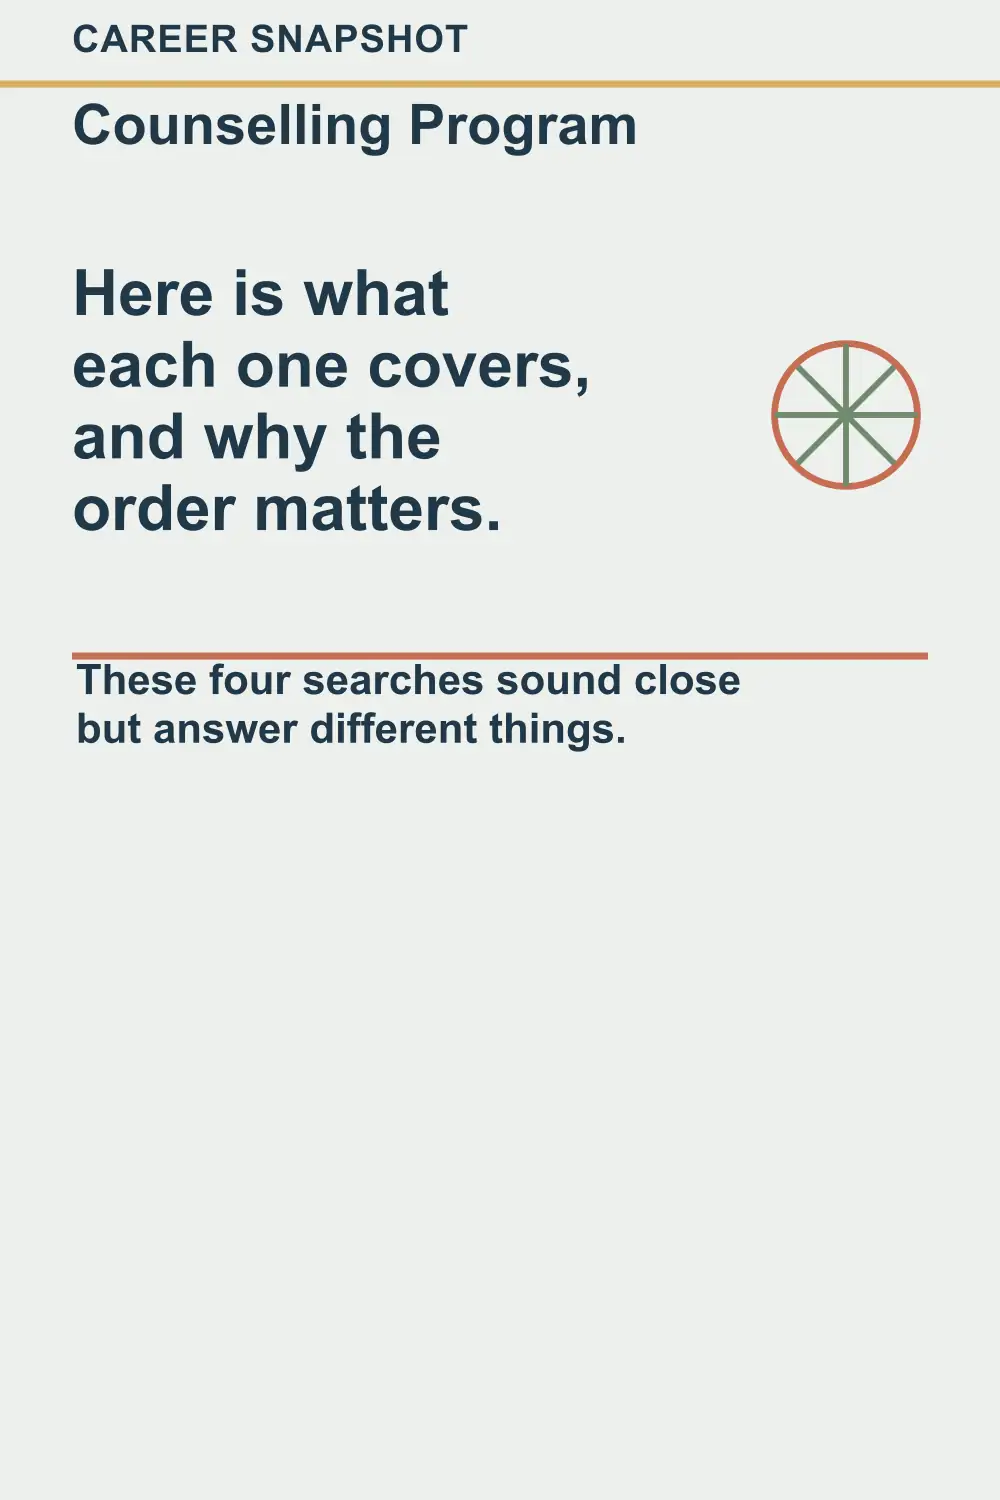 CAREER SNAPSHOT
Counselling Program
Here is what
each one covers,
and why the
order matters.
These four searches sound close
but answer different things.